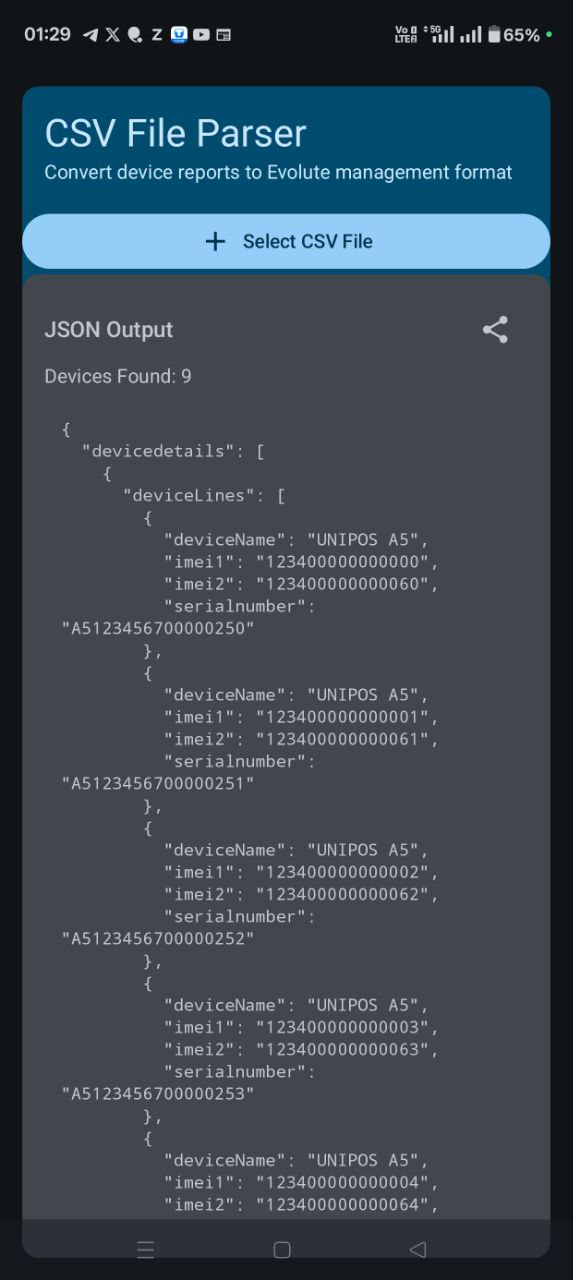 01:29 Z Vo LTE 5G 65%
CSV File Parser
Convert device reports to Evolute management format
+ Select CSV File
JSON Output
Devices Found: 9
{
"devicedetails": [
{
"deviceLines": [
{
"deviceName": "UNIPOS A5",
"imei1": "123400000000000",
"imei2": "123400000000060",
"serialnumber":
"A5123456700000250"
},
{
"deviceName": "UNIPOS A5",
"imei1": "123400000000001",
"imei2": "123400000000061",
"serialnumber":
"A5123456700000251"
},
{
"deviceName": "UNIPOS A5",
"imei1": "123400000000002",
"imei2": "123400000000062",
"serialnumber":
"A5123456700000252"
},
{
"deviceName": "UNIPOS A5",
"imei1": "123400000000003",
"imei2": "123400000000063",
"serialnumber":
"A5123456700000253"
},
{
"deviceName": "UNIPOS A5",
"imei1": "123400000000004",
"imei2": "123400000000064",